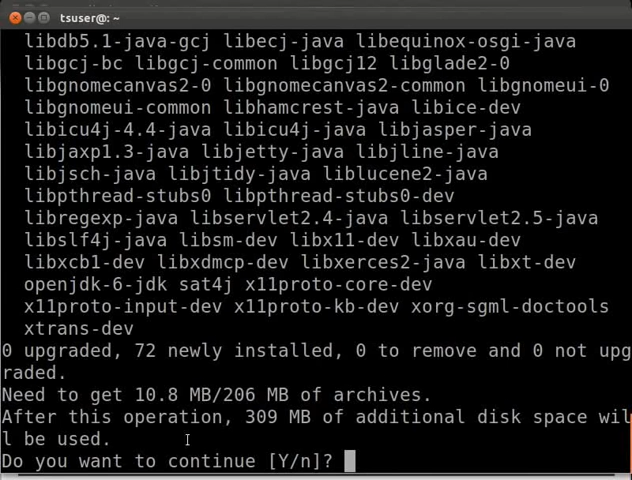 tsuser@: ~
libdb5.1-java-gcj libecj-java libequinox-osgi-java
libgcj-bc libgcj-common libgcj12 libglade2-0
libgnomecanvas2-0 libgnomecanvas2-common libgnomeui-0
libgnomeui-common libhamcrest-java libice-dev
libicu4j-4.4-java libicu4j-java libjasper-java
libjaxp1.3-java libjetty-java libjline-java
libjsch-java libjtidy-java liblucene2-java
libpthread-stubs0 libpthread-stubs0-dev
libregexp-java libservlet2.4-java libservlet2.5-java
libslf4j-java libsm-dev libx11-dev libxau-dev
libxcb1-dev libxdmcp-dev libxerces2-java libxt-dev
openjdk-6-jdk sat4j x11proto-core-dev
x11proto-input-dev x11proto-kb-dev xorg-sgml-doctools
xtrans-dev
0 upgraded, 72 newly installed, 0 to remove and 0 not upg
raded.
Need to get 10.8 MB/206 MB of archives.
After this operation, 309 MB of additional disk space wil
l be used.
Do you want to continue [Y/n]?